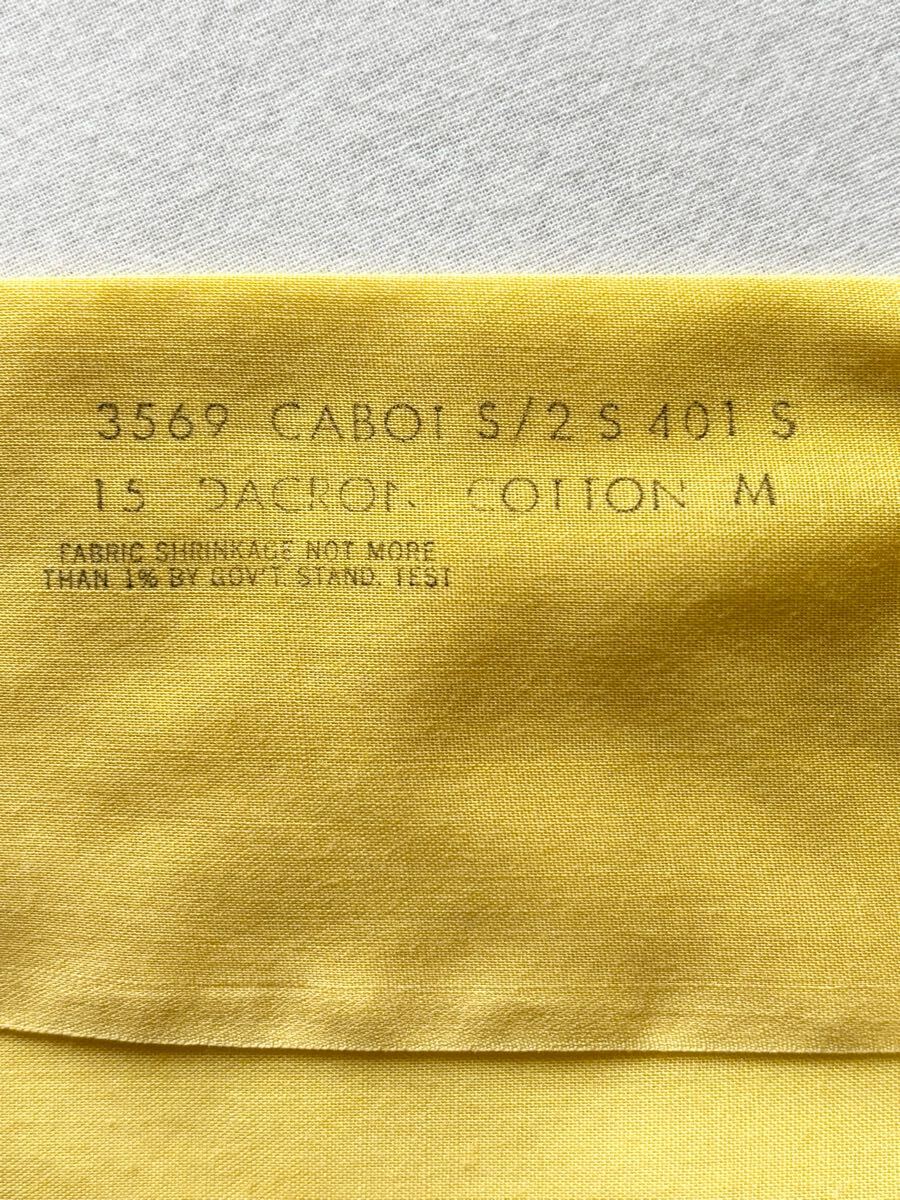 3569 CABOT S/2 S 401 S
15 DACRON COTTON M
FABRIC SHRINKAGE NOT MORE
THAN 1% BY GOV'T. STAND. TEST